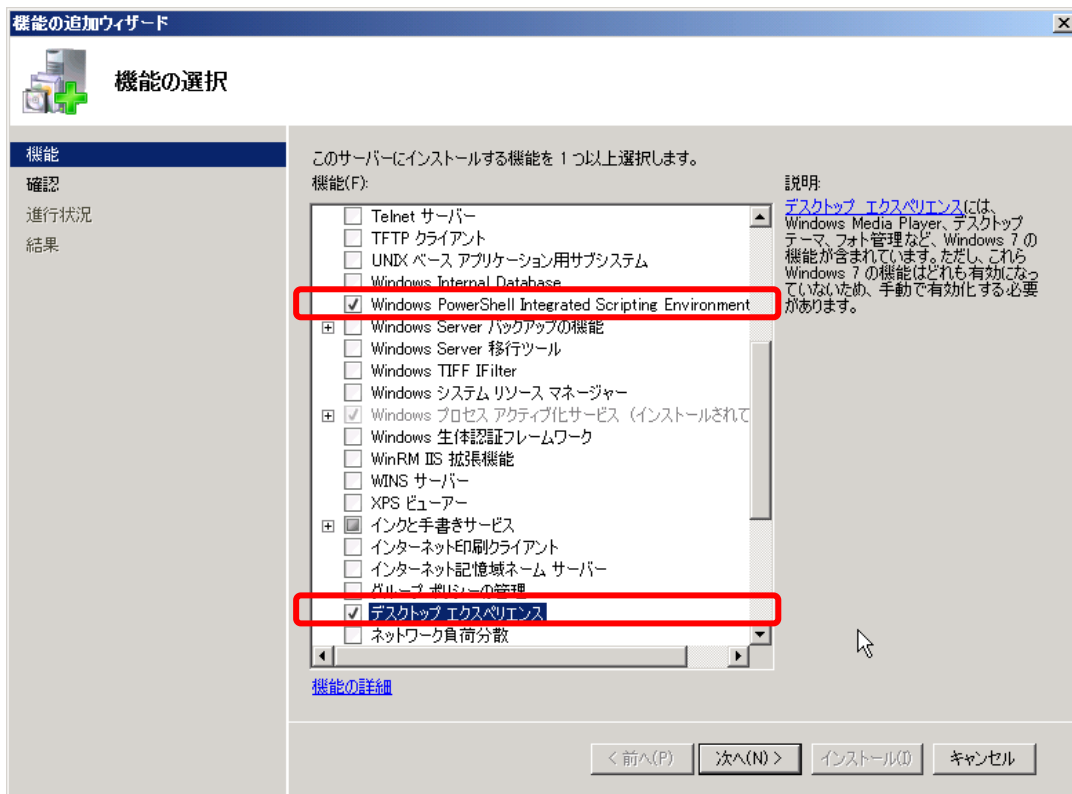 機能の追加ウィザード
機能の選択
機能
確認
進行状況
結果
このサーバーにインストールする機能を 1 つ以上選択します。
機能(F):
Telnet サーバー
TFTP クライアント
UNIX ベース アプリケーション用サブシステム
Windows Internal Database
Windows PowerShell Integrated Scripting Environment
Windows Server バックアップの機能
Windows Server 移行ツール
Windows TIFF IFilter
Windows システム リソース マネージャー
Windows プロセス アクティブ化サービス (インストールされて
Windows 生体認証フレームワーク
WinRM IIS 拡張機能
WINS サーバー
XPS ビューアー
インクと手書きサービス
インターネット印刷クライアント
インターネット記憶域ネーム サーバー
グループ ポリシーの管理
デスクトップ エクスペリエンス
ネットワーク負荷分散
機能の詳細
説明:
デスクトップ エクスペリエンスには、
Windows Media Player、デスクトップ
テーマ、フォト管理など、Windows 7 の
機能が含まれています。ただし、これら
Windows 7 の機能はどれも有効になっ
ていないため、手動で有効化する必要
があります。
< 前へ(P)
次へ(N) >
インストール(I)
キャンセル